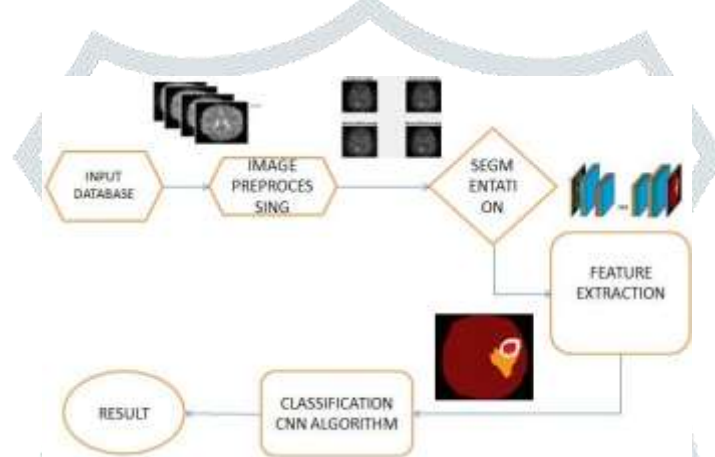 INPUT
DATABASE
IMAGE
PREPROCES
SING
SEGM
ENTATI
ON
FEATURE
EXTRACTION
CLASSIFICATION
CNN ALGORITHM
RESULT